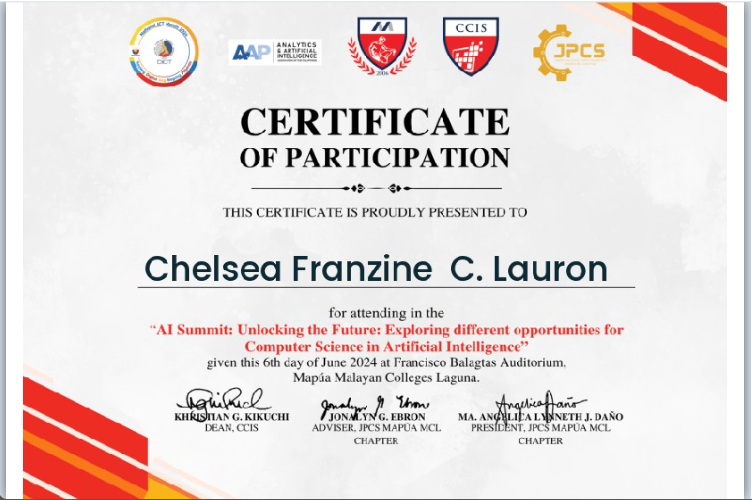 DICT
AAP ANALYTICS
& ARTIFICIAL
INTELLIGENCE
2006
CCIS
JPCS
CERTIFICATE
OF PARTICIPATION
THIS CERTIFICATE IS PROUDLY PRESENTED TO
Chelsea Franzine C. Lauron
for attending in the
“AI Summit: Unlocking the Future: Exploring different opportunities for
Computer Science in Artificial Intelligence”
given this 6th day of June 2024 at Francisco Balagtas Auditorium,
Mapúa Malayan Colleges Laguna.
KHRISTIAN G. KIKUCHI JONALYN G. EBRON MA. ANGELICA LYNNETH J. DAÑO
DEAN, CCIS ADVISER, JPCS MAPÚA MCL PRESIDENT, JPCS MAPÚA MCL
CHAPTER CHAPTER